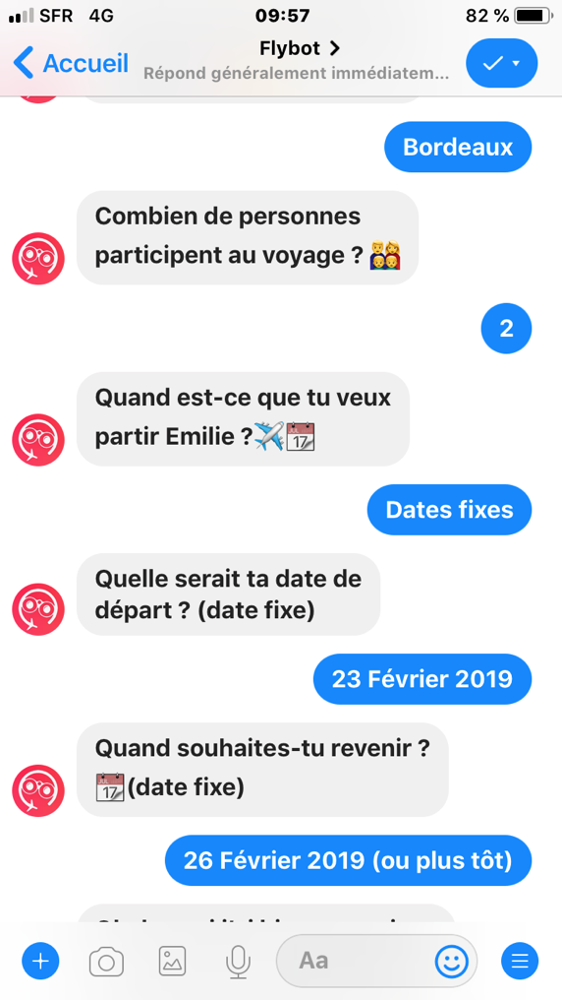 SFR 4G 09:57 82 %
Accueil
Flybot
Répond généralement immédiatem...
Bordeaux
Combien de personnes
participent au voyage ? 👨‍👩‍👦‍👦
2
Quand est-ce que tu veux
partir Emilie ?✈️📅
Dates fixes
Quelle serait ta date de
départ ? (date fixe)
23 Février 2019
Quand souhaites-tu revenir ?
📅(date fixe)
26 Février 2019 (ou plus tôt)
Aa